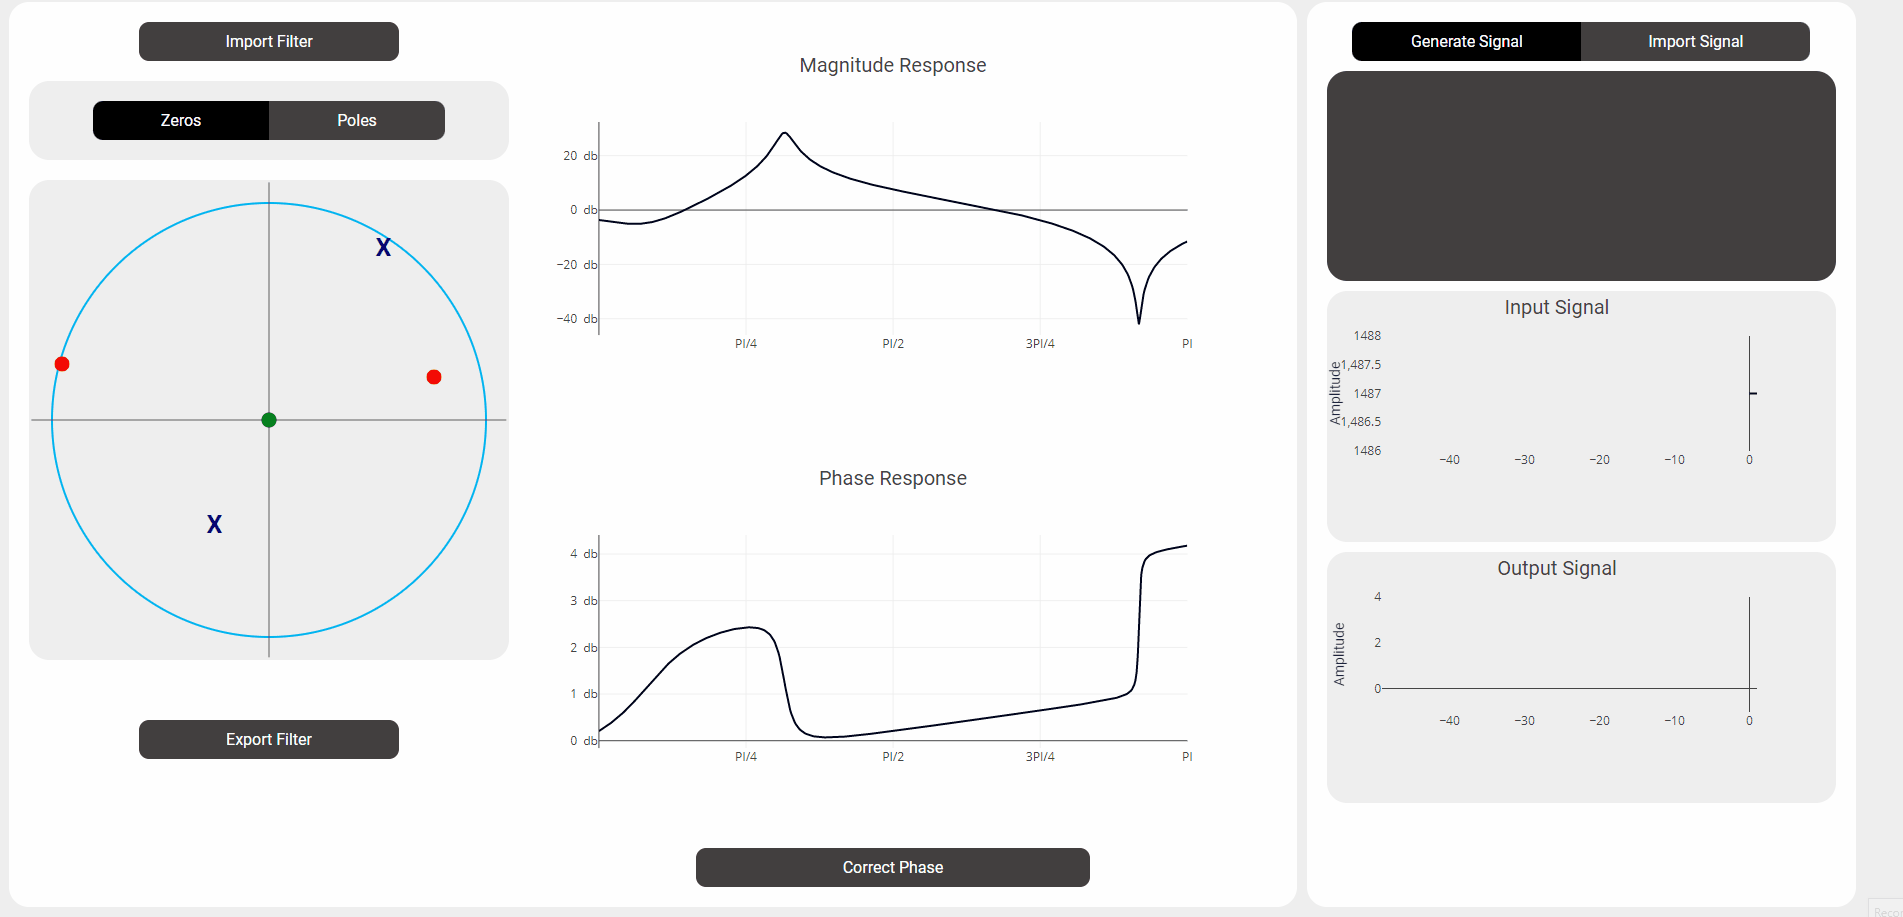 Import Filter
Zeros Poles
X
X
Export Filter
Magnitude Response
20 db
0 db
−20 db
−40 db
PI/4 PI/2 3PI/4 PI
Phase Response
4 db
3 db
2 db
1 db
0 db
PI/4 PI/2 3PI/4 PI
Correct Phase
Generate Signal Import Signal
Input Signal
Amplitude
1488
1,487.5
1487
1,486.5
1486
−40 −30 −20 −10 0
Output Signal
Amplitude
4
2
0
−40 −30 −20 −10 0